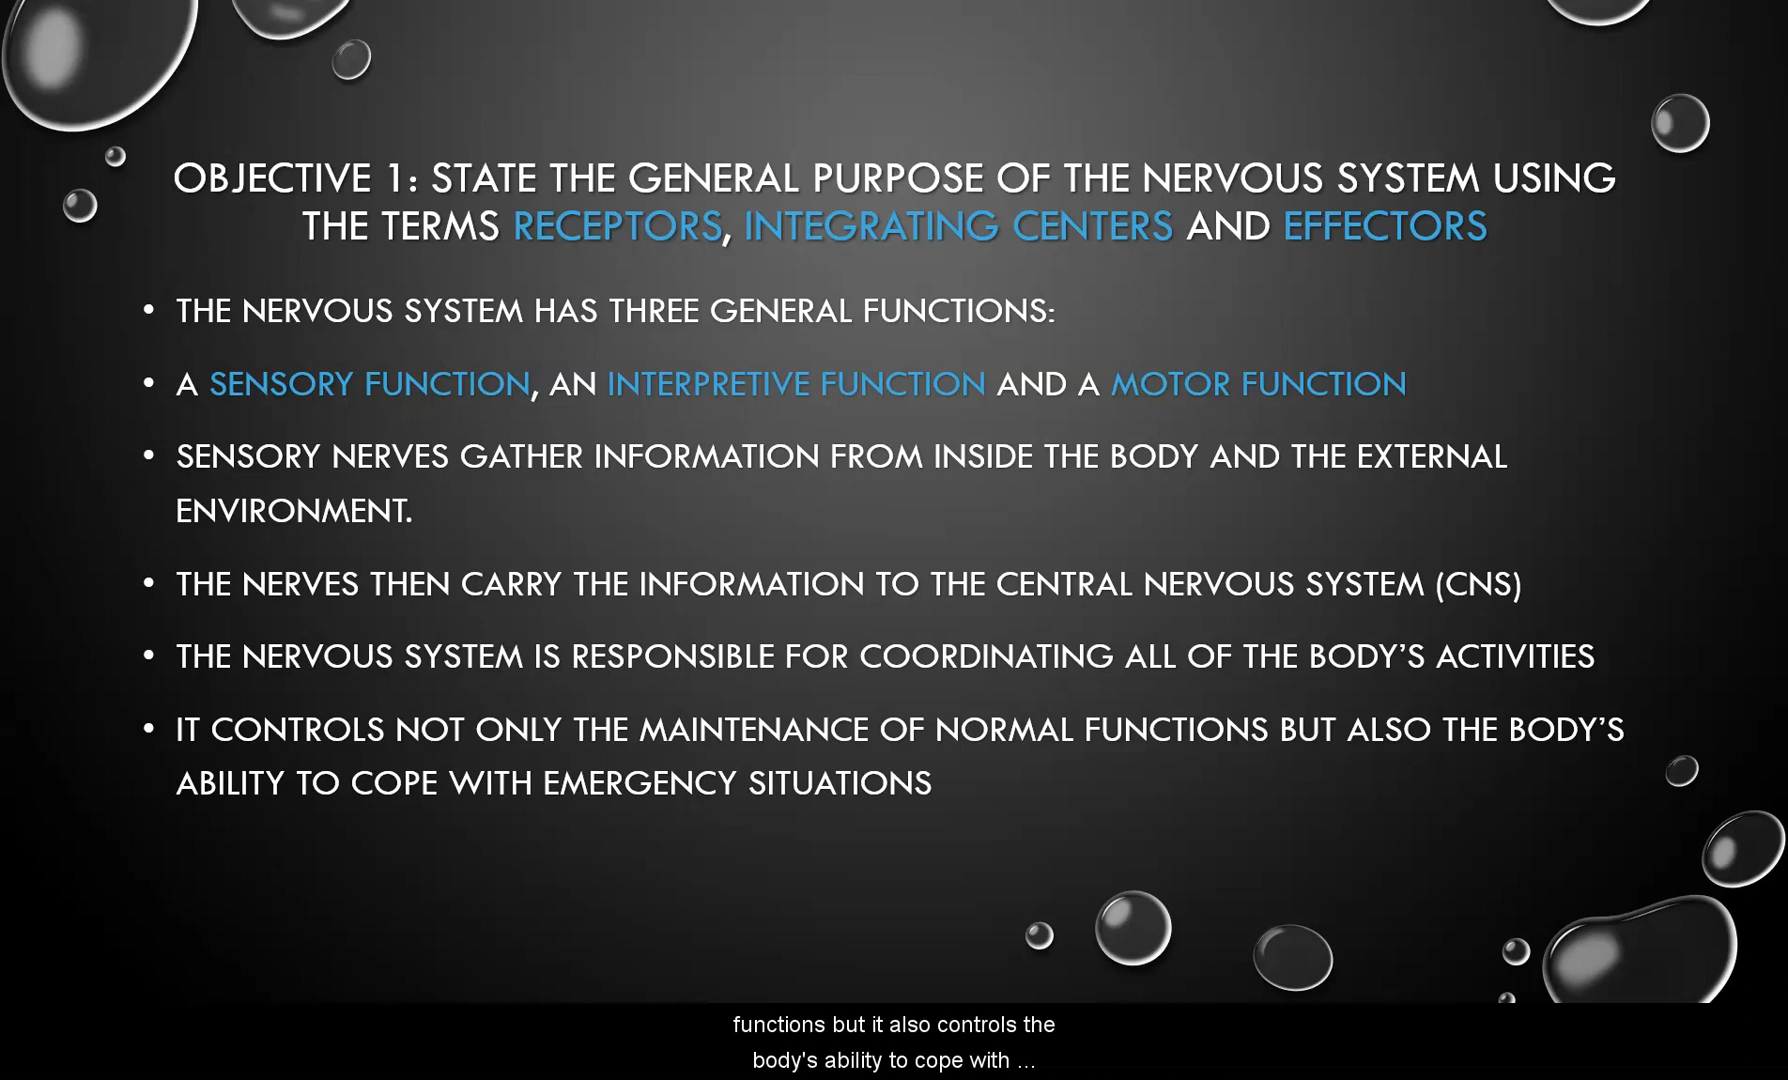 OBJECTIVE 1: STATE THE GENERAL PURPOSE OF THE NERVOUS SYSTEM USING
THE TERMS RECEPTORS, INTEGRATING CENTERS AND EFFECTORS
• THE NERVOUS SYSTEM HAS THREE GENERAL FUNCTIONS:
• A SENSORY FUNCTION, AN INTERPRETIVE FUNCTION AND A MOTOR FUNCTION
• SENSORY NERVES GATHER INFORMATION FROM INSIDE THE BODY AND THE EXTERNAL
ENVIRONMENT.
• THE NERVES THEN CARRY THE INFORMATION TO THE CENTRAL NERVOUS SYSTEM (CNS)
• THE NERVOUS SYSTEM IS RESPONSIBLE FOR COORDINATING ALL OF THE BODY’S ACTIVITIES
• IT CONTROLS NOT ONLY THE MAINTENANCE OF NORMAL FUNCTIONS BUT ALSO THE BODY’S
ABILITY TO COPE WITH EMERGENCY SITUATIONS
functions but it also controls the
body's ability to cope with ...